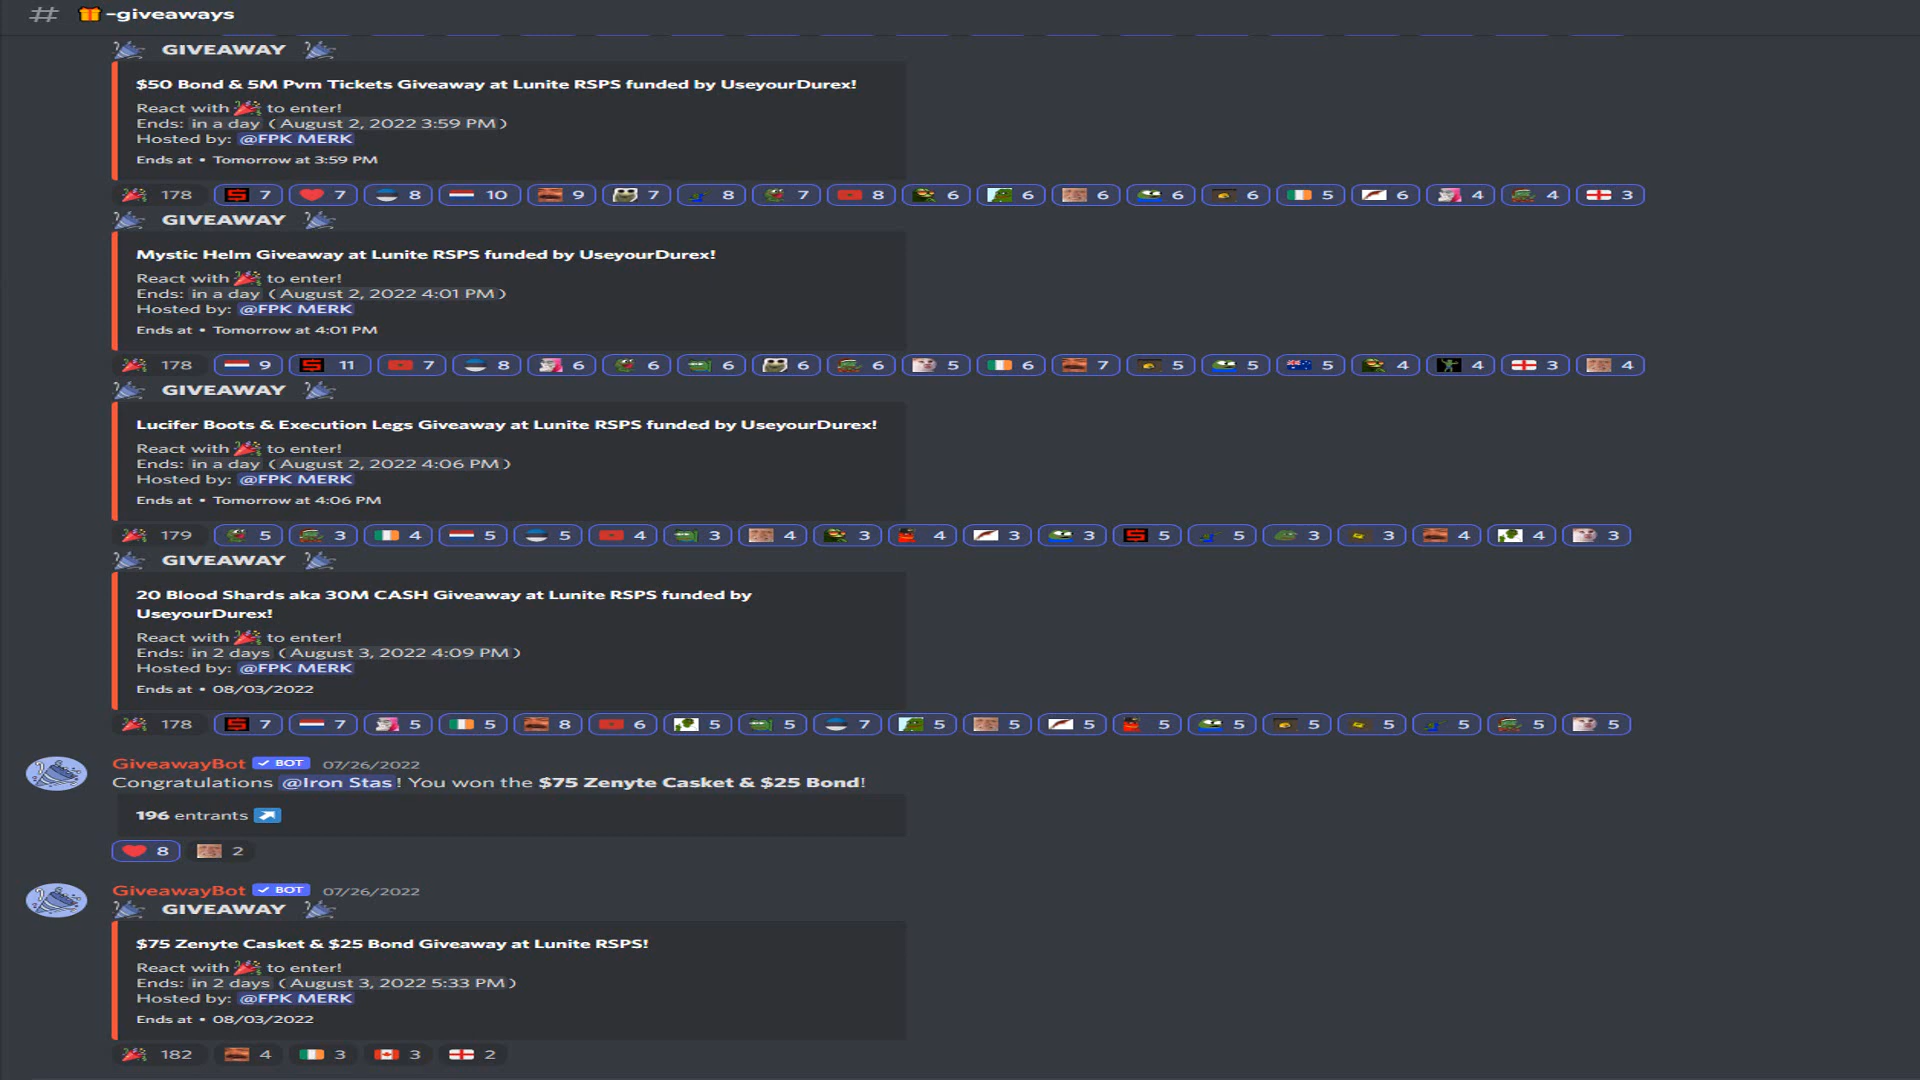 -giveaways
GIVEAWAY
$50 Bond & 5M Pvm Tickets Giveaway at Lunite RSPS funded by UseyourDurex!
React with to enter!
Ends: in a day ( August 2, 2022 3:59 PM )
Hosted by: @FPK MERK
Ends at • Tomorrow at 3:59 PM
178 7 7 8 10 9 7 8 7 8 6 6 6 6 6 5 6 4 4 3
GIVEAWAY
Mystic Helm Giveaway at Lunite RSPS funded by UseyourDurex!
React with to enter!
Ends: in a day ( August 2, 2022 4:01 PM )
Hosted by: @FPK MERK
Ends at • Tomorrow at 4:01 PM
178 9 11 7 8 6 6 6 6 6 5 6 7 5 5 5 4 4 3 4
GIVEAWAY
Lucifer Boots & Execution Legs Giveaway at Lunite RSPS funded by UseyourDurex!
React with to enter!
Ends: in a day ( August 2, 2022 4:06 PM )
Hosted by: @FPK MERK
Ends at • Tomorrow at 4:06 PM
179 5 3 4 5 5 4 3 4 3 4 3 3 5 5 3 3 4 4 3
GIVEAWAY
20 Blood Shards aka 30M CASH Giveaway at Lunite RSPS funded by
UseyourDurex!
React with to enter!
Ends: in 2 days ( August 3, 2022 4:09 PM )
Hosted by: @FPK MERK
Ends at • 08/03/2022
178 7 7 5 5 8 6 5 5 7 5 5 5 5 5 5 5 5 5 5
GiveawayBot BOT 07/26/2022
Congratulations @Iron Stas! You won the $75 Zenyte Casket & $25 Bond!
196 entrants
8 2
GiveawayBot BOT 07/26/2022
GIVEAWAY
$75 Zenyte Casket & $25 Bond Giveaway at Lunite RSPS!
React with to enter!
Ends: in 2 days ( August 3, 2022 5:33 PM )
Hosted by: @FPK MERK
Ends at • 08/03/2022
182 4 3 3 2